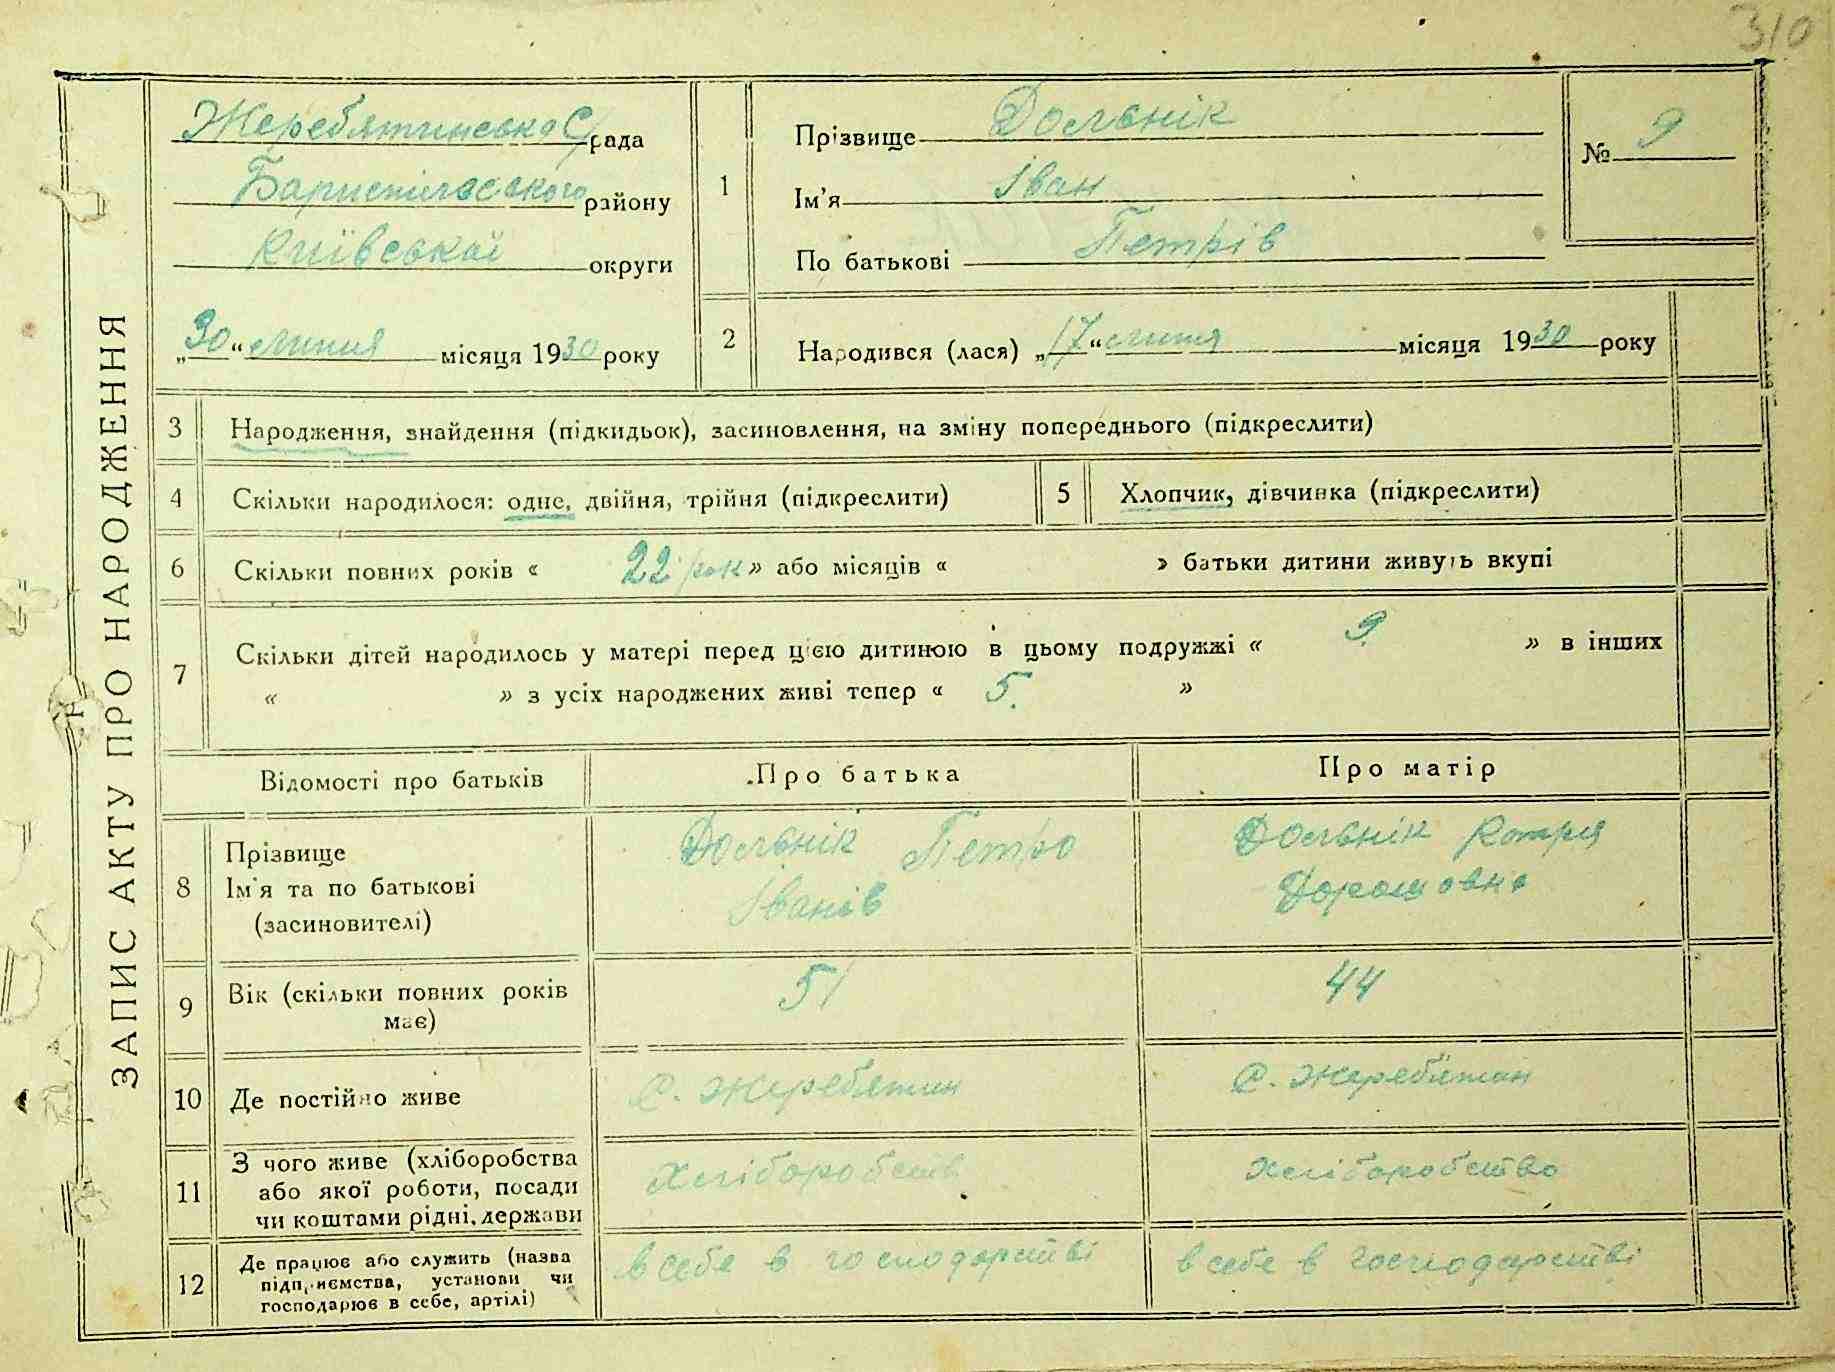 310
ЗАПИС АКТУ ПРО НАРОДЖЕННЯ
Жеребятинська С/рада
Бориспільського району
Київської округи
„30“ липня місяця 1930 року
1
Прізвище Дольнік
Ім’я Іван
По батькові Петрів
№ 9
2
Народився (лася) „17“ липня місяця 1930 року
3 Народження, знайдення (підкидьок), засиновлення, на зміну попереднього (підкреслити)
4 Скільки народилося: одне, двійня, трійня (підкреслити)
5 Хлопчик, дівчинка (підкреслити)
6 Скільки повних років « 22 рок » або місяців « » батьки дитини живуть вкупі
7 Скільки дітей народилось у матері перед цією дитиною в цьому подружжі « 9. » в інших
« » з усіх народжених живі тепер « 5. »
Відомості про батьків
Про батька
Про матір
8
Прізвище
Ім’я та по батькові
(засиновителі)
Дольнік Петро
Іванів
Дольнік Котря
Дорошовна
9
Вік (скільки повних років
має)
51
44
10 Де постійно живе
С. Жеребятин
С. Жеребятин
11
З чого живе (хліборобства
або якої роботи, посади
чи коштами рідні, держави
Хліборобств
хліборобство
12
Де працює або служить (назва
підприємства, установи чи
господарює в себе, артілі)
в себе в господарстві
в себе в господарстві